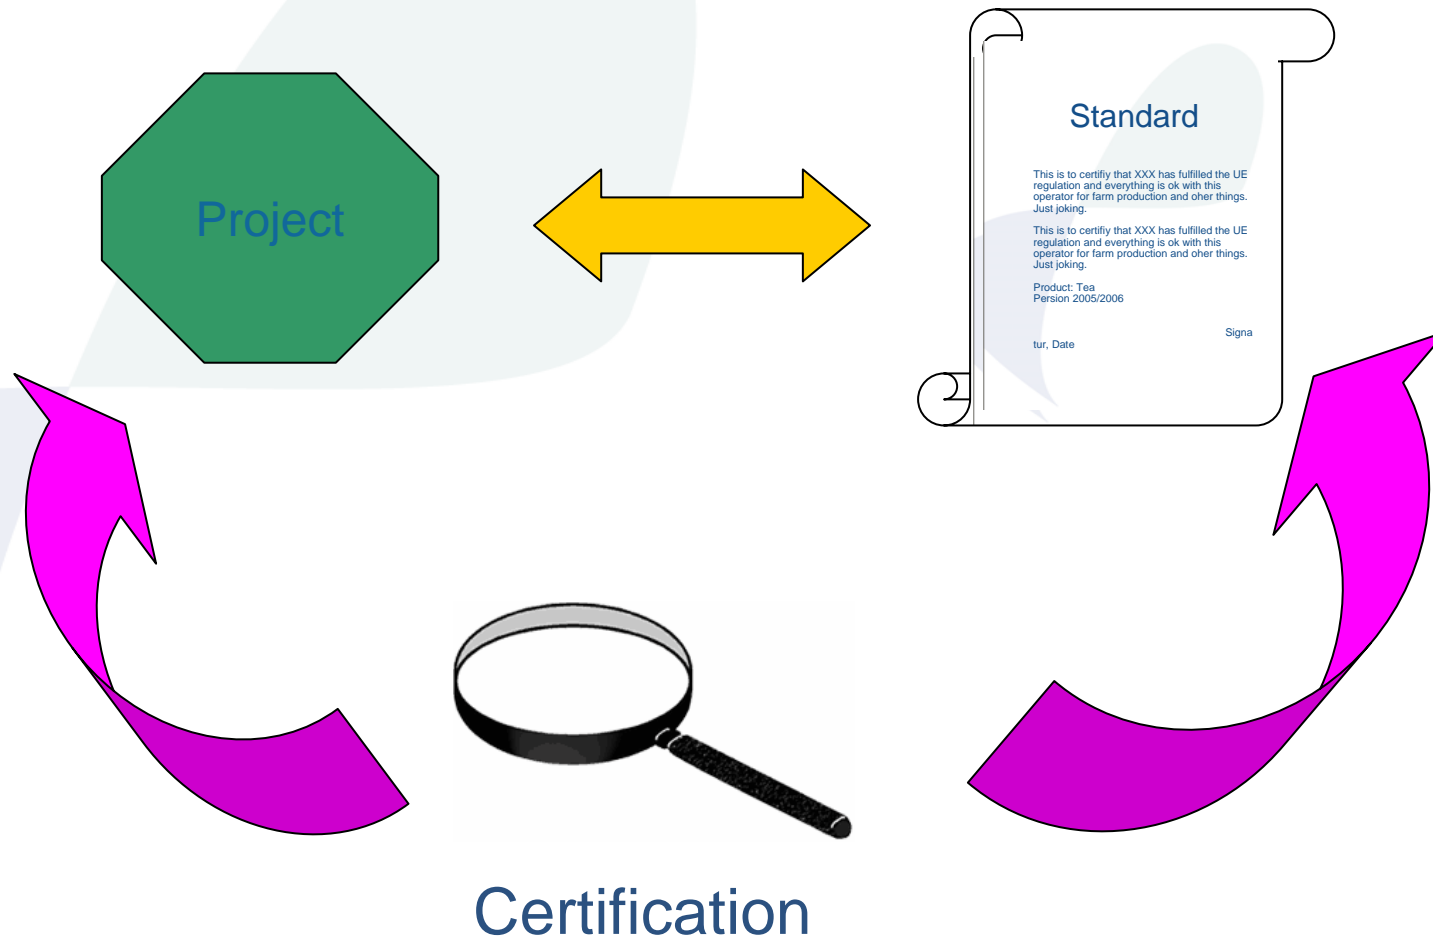 Project
Standard
This is to certifiy that XXX has fulfilled the UE
regulation and everything is ok with this
operator for farm production and oher things.
Just joking.
This is to certifiy that XXX has fulfilled the UE
regulation and everything is ok with this
operator for farm production and oher things.
Just joking.
Product: Tea
Persion 2005/2006
Signa
tur, Date
Certification